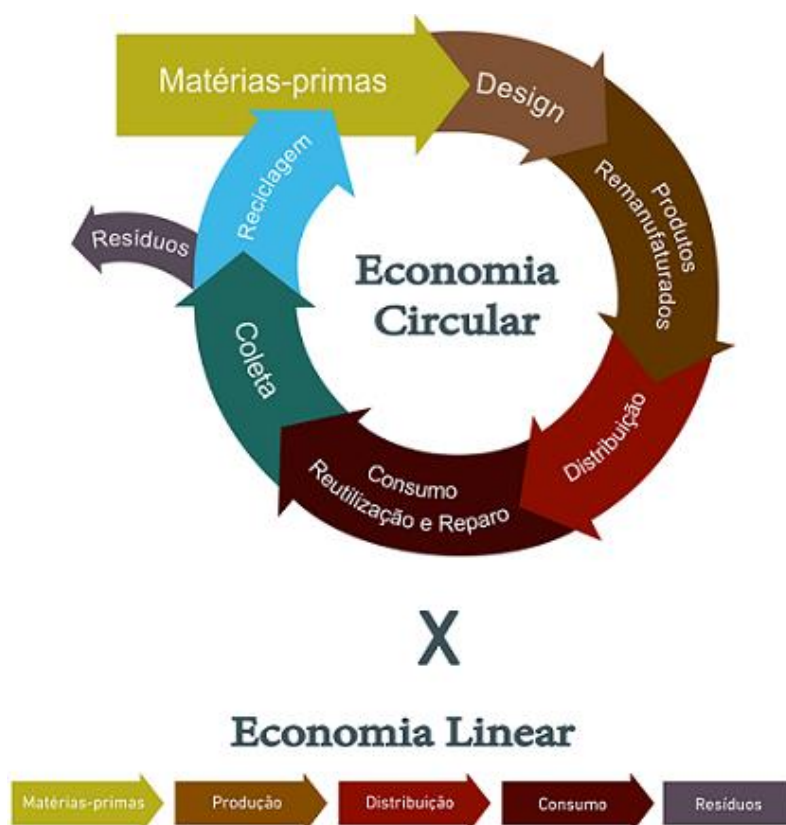 Matérias-primas
Design
Produtos
Remanufaturados
Distribuição
Consumo
Reutilização e Reparo
Coleta
Reciclagem
Resíduos
Economia
Circular
X
Economia Linear
Matérias-primas
Produção
Distribuição
Consumo
Resíduos